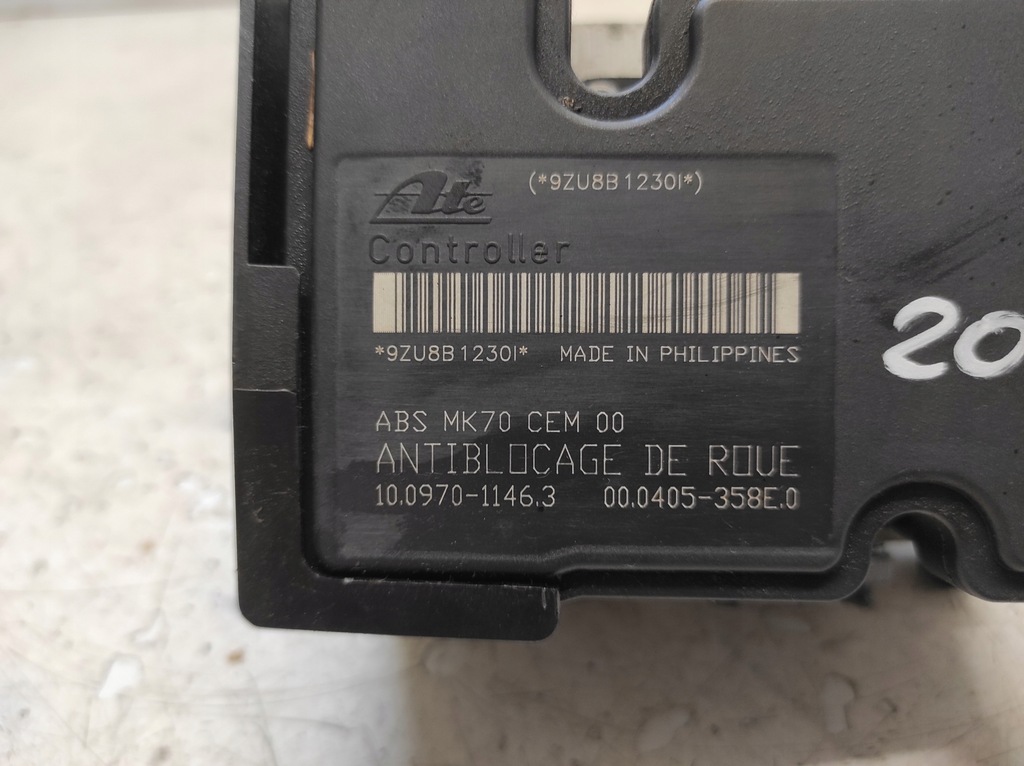 Ate (*9ZU8B1230I*)
Controller
*9ZU8B1230I* MADE IN PHILIPPINES
20
ABS MK70 CEM 00
ANTIBLOCAGE DE ROUE
10.0970-1146.3 00.0405-358E.0